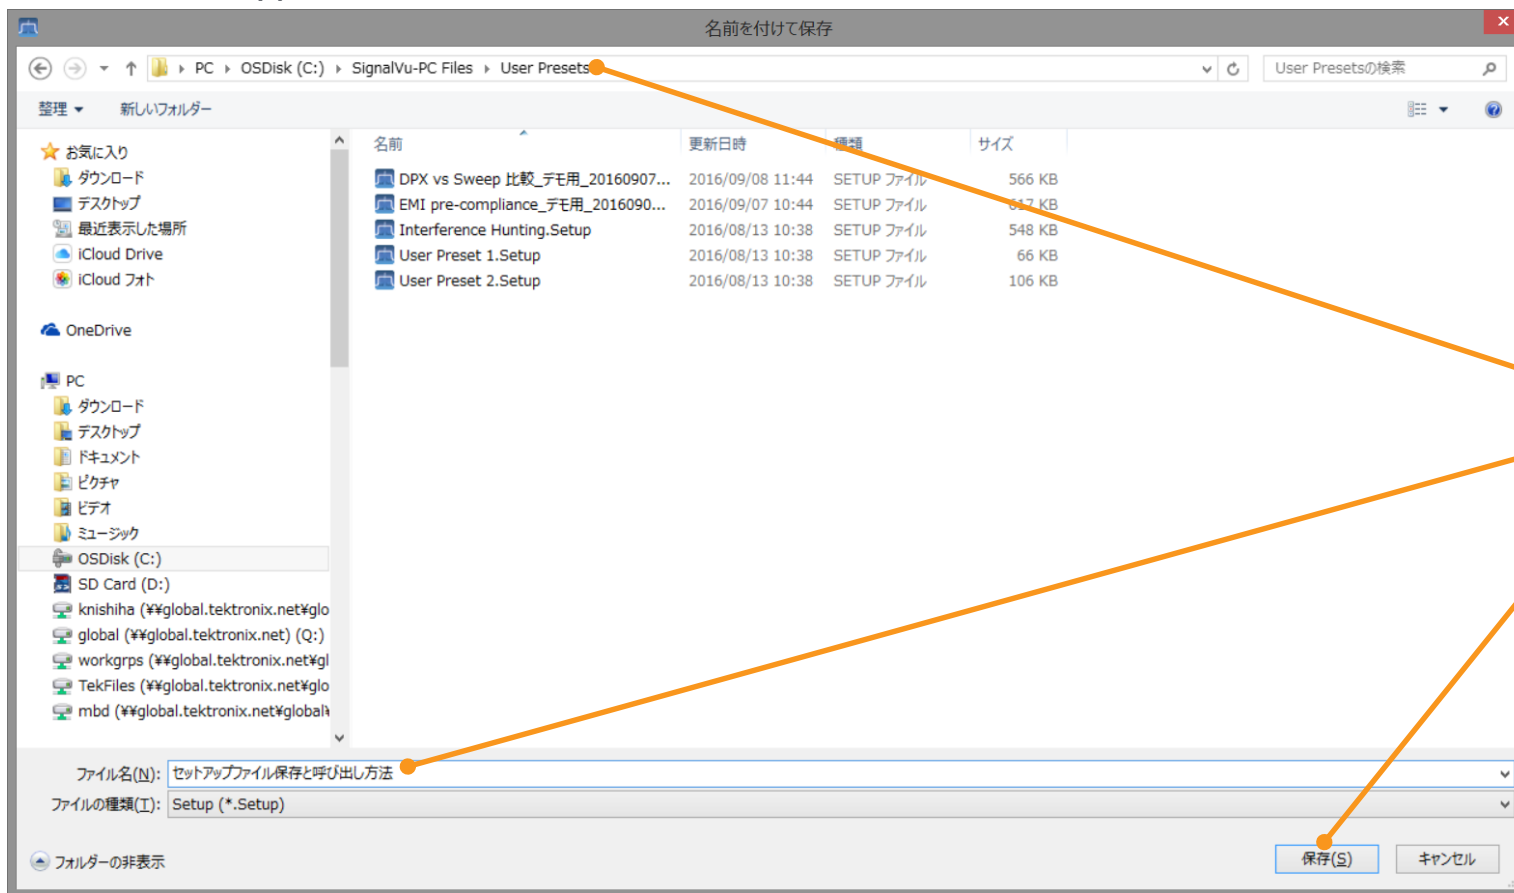 名前を付けて保存
PC OSDisk (C:) SignalVu-PC Files User Presets
User Presetsの検索
整理 新しいフォルダー
名前 更新日時 種類 サイズ
お気に入り
ダウンロード
デスクトップ
最近表示した場所
iCloud Drive
iCloud フォト
OneDrive
PC
ダウンロード
デスクトップ
ドキュメント
ピクチャ
ビデオ
ミュージック
OSDisk (C:)
SD Card (D:)
knishiha (¥¥global.tektronix.net¥glo
global (¥¥global.tektronix.net) (Q:)
workgrps (¥¥global.tektronix.net¥gl
TekFiles (¥¥global.tektronix.net¥glo
mbd (¥¥global.tektronix.net¥global¥
DPX vs Sweep 比較_デモ用_20160907... 2016/09/08 11:44 SETUP ファイル 566 KB
EMI pre-compliance_デモ用_2016090... 2016/09/07 10:44 SETUP ファイル 617 KB
Interference Hunting.Setup 2016/08/13 10:38 SETUP ファイル 548 KB
User Preset 1.Setup 2016/08/13 10:38 SETUP ファイル 66 KB
User Preset 2.Setup 2016/08/13 10:38 SETUP ファイル 106 KB
ファイル名(N): セットアップファイル保存と呼び出し方法
ファイルの種類(T): Setup (*.Setup)
フォルダーの非表示
保存(S) キャンセル